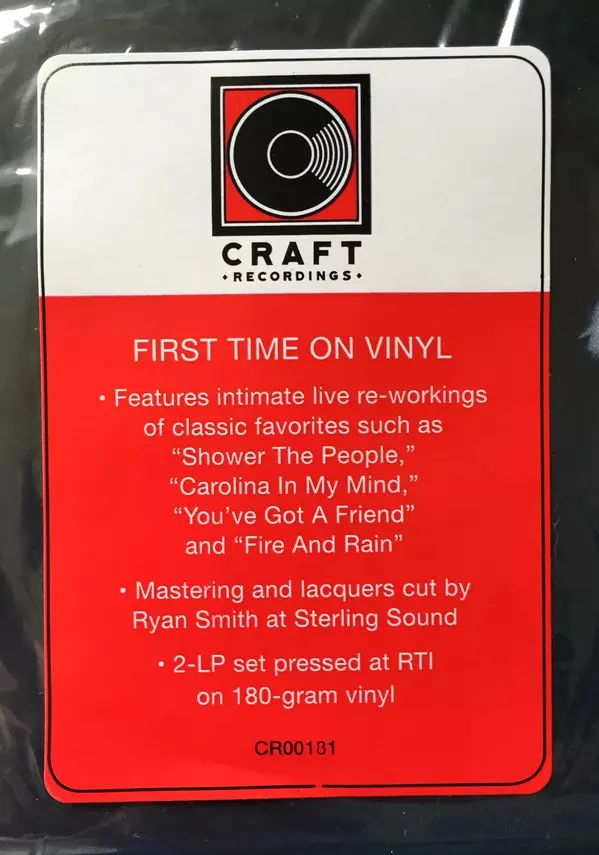 CRAFT
• RECORDINGS •
FIRST TIME ON VINYL
• Features intimate live re-workings
of classic favorites such as
“Shower The People,”
“Carolina In My Mind,”
“You’ve Got A Friend”
and “Fire And Rain”
• Mastering and lacquers cut by
Ryan Smith at Sterling Sound
• 2-LP set pressed at RTI
on 180-gram vinyl
CR00181